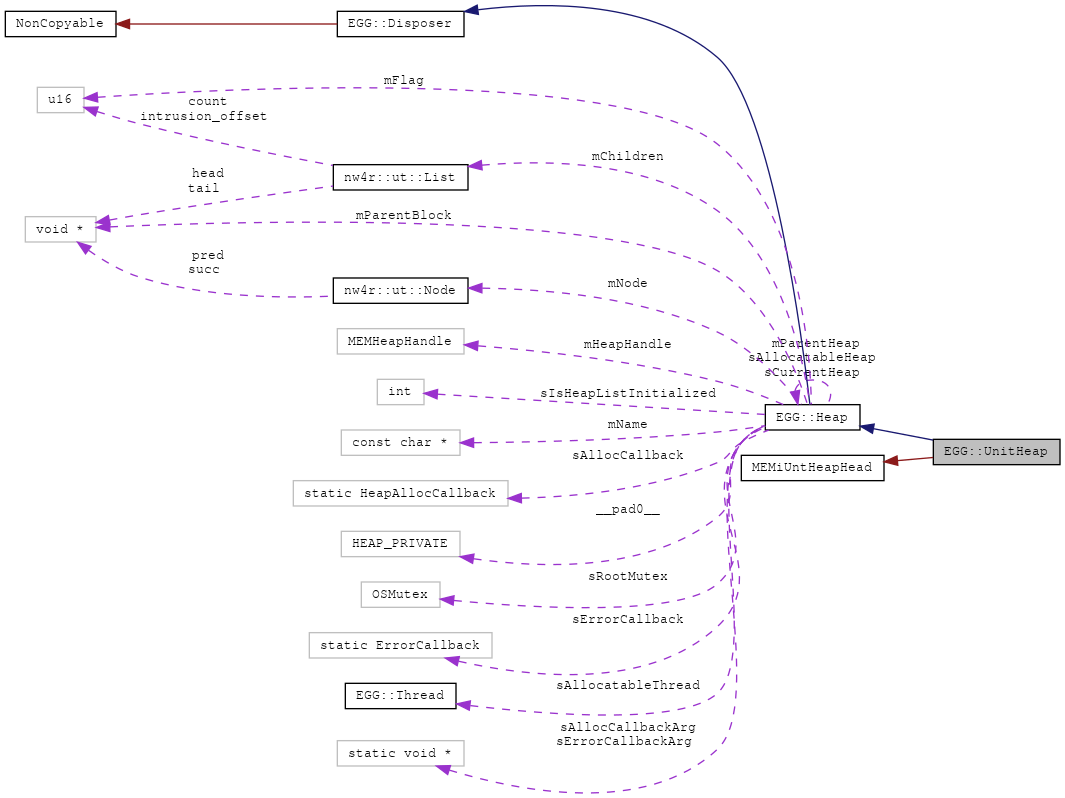 NonCopyable
EGG::Disposer
mFlag
u16
count
intrusion_offset
mChildren
nw4r::ut::List
head
tail
mParentBlock
void *
pred
succ
mNode
nw4r::ut::Node
MEMHeapHandle
mHeapHandle
mParentHeap
sAllocatableHeap
sCurrentHeap
int
sIsHeapListInitialized
EGG::Heap
mName
const char *
EGG::UnitHeap
sAllocCallback
MEMiUntHeapHead
static HeapAllocCallback
__pad0__
HEAP_PRIVATE
sRootMutex
OSMutex
sErrorCallback
static ErrorCallback
sAllocatableThread
EGG::Thread
sAllocCallbackArg
sErrorCallbackArg
static void *